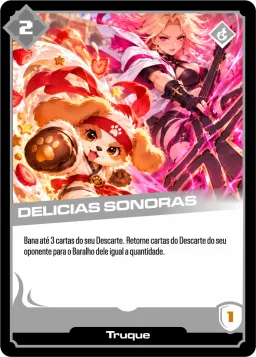 2
DELICIAS SONORAS
Bana até 3 cartas do seu Descarte. Retorne cartas do Descarte do seu
oponente para o Baralho dele igual a quantidade.
1
Truque